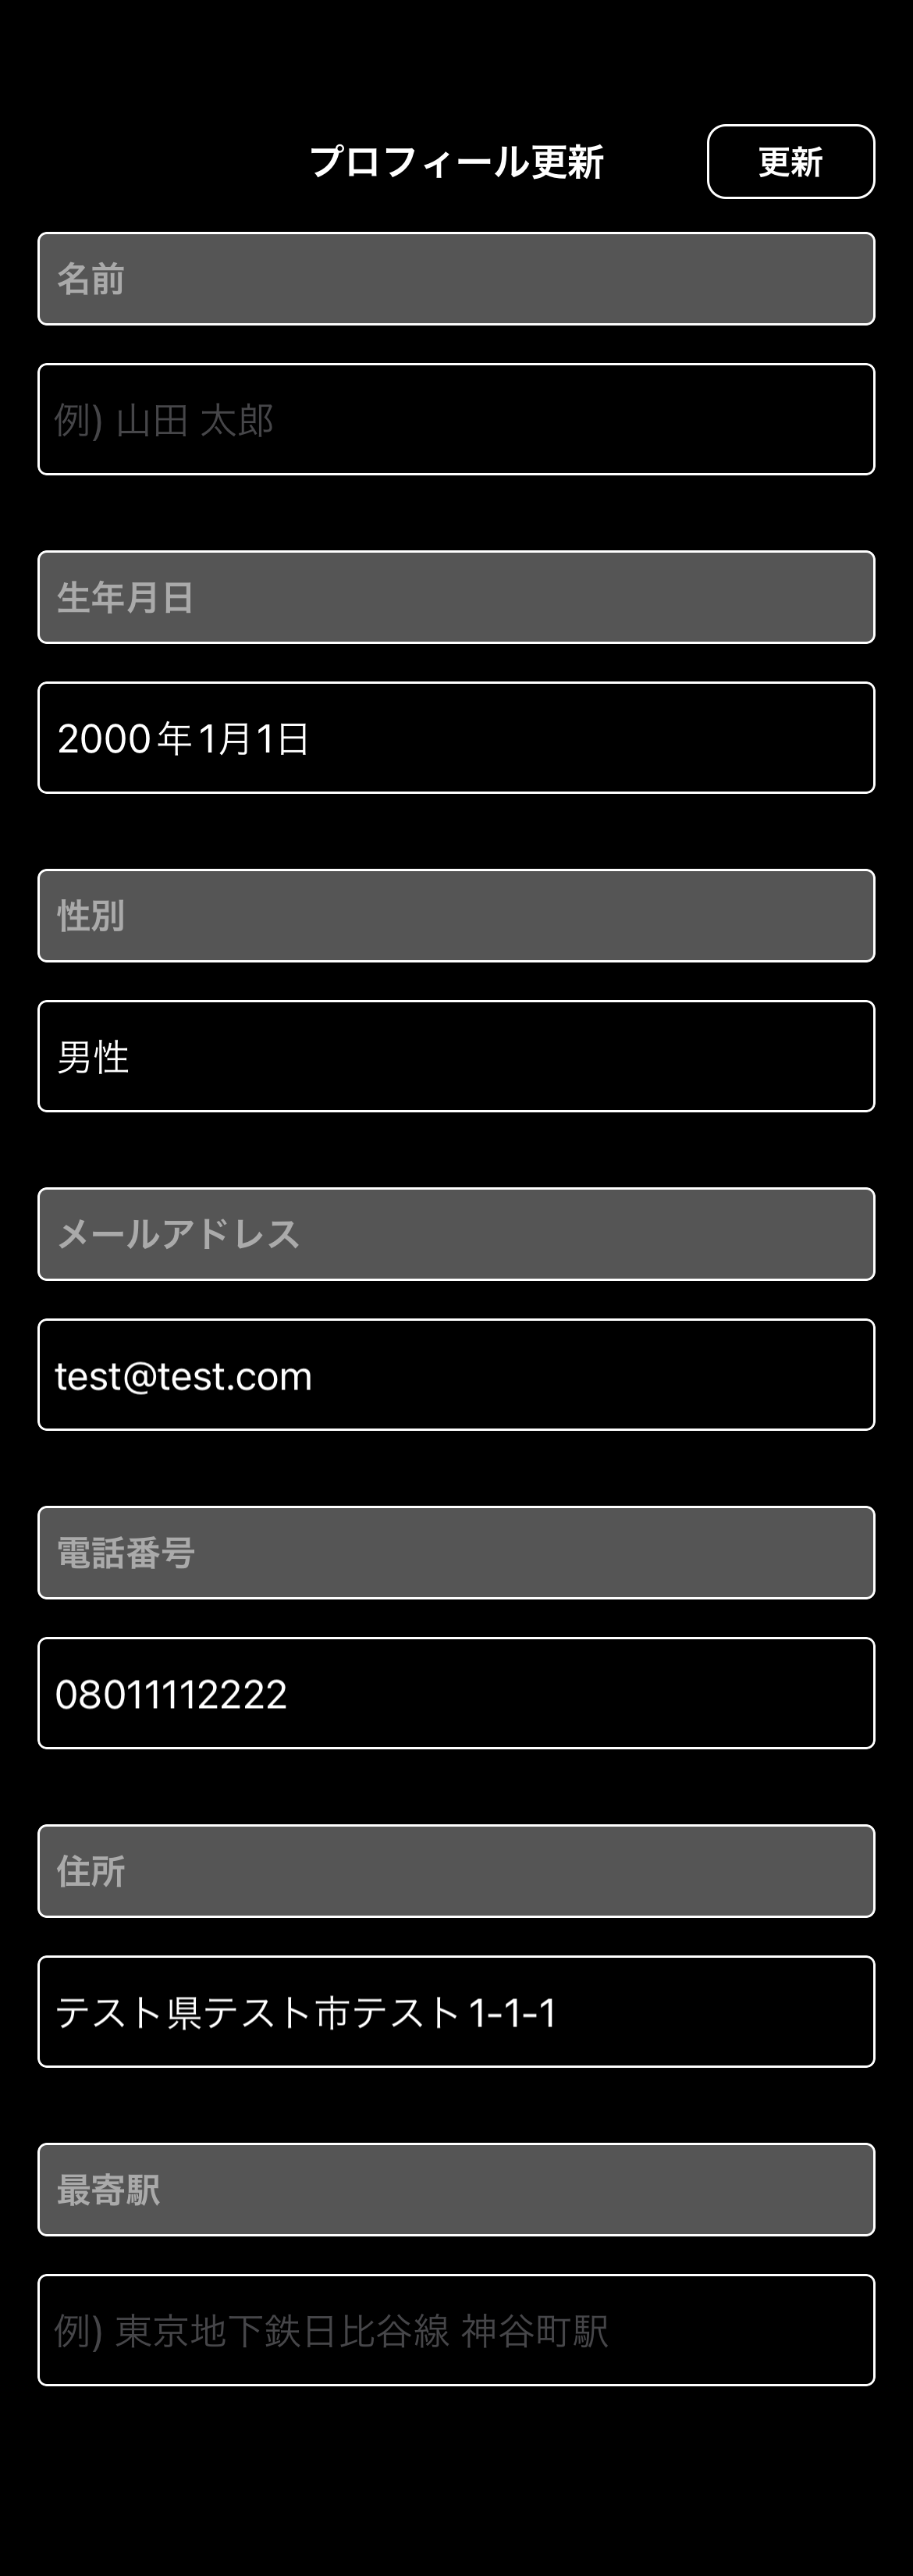 プロフィール更新
更新
名前
例) 山田 太郎
生年月日
2000年1月1日
性別
男性
メールアドレス
test@test.com
電話番号
08011112222
住所
テスト県テスト市テスト1-1-1
最寄駅
例) 東京地下鉄日比谷線 神谷町駅